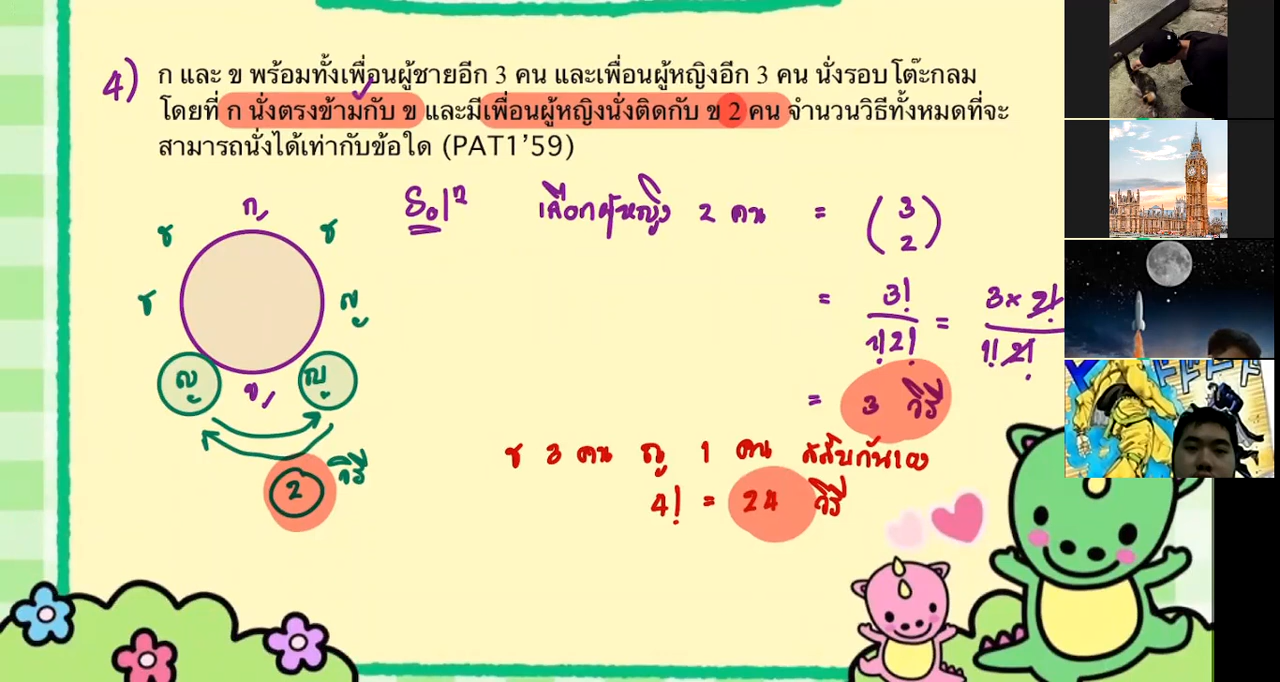 4) ก และ ข พร้อมทั้งเพื่อนผู้ชายอีก 3 คน และเพื่อนผู้หญิงอีก 3 คน นั่งรอบโต๊ะกลม
โดยที่ ก นั่งตรงข้ามกับ ข และมีเพื่อนผู้หญิงนั่งติดกับ ข 2 คน จำนวนวิธีทั้งหมดที่จะ
สามารถนั่งได้เท่ากับข้อใด (PAT1’59)
Solⁿ เลือกผู้หญิง 2 คน = (3 2)
= 3!/1!2! = 3×2!/1!2!
= 3 วิธี
ช 3 คน ญ 1 คน สลับกันเอง
4! = 24 วิธี
ก
ช ช
ช ญ
ญ ข ญ
2 วิธี